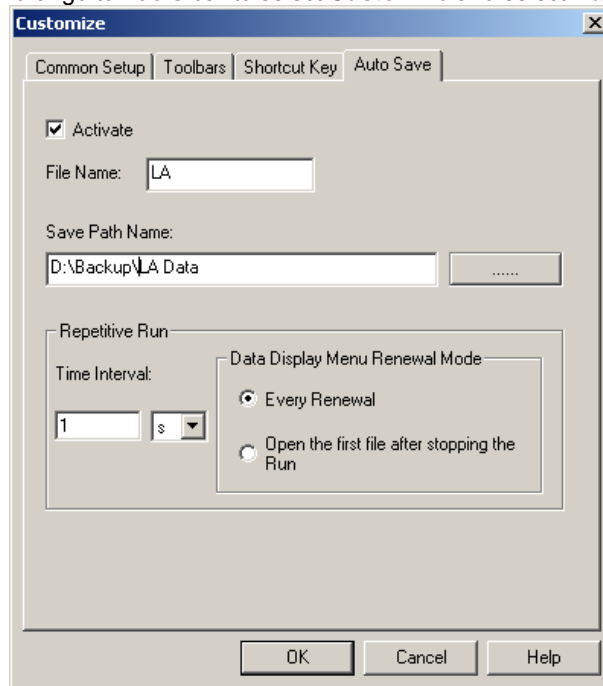 Customize
Common Setup Toolbars Shortcut Key Auto Save
Activate
File Name: LA
Save Path Name:
D:\Backup\LA Data ......
Repetitive Run
Time Interval:
1 s
Data Display Menu Renewal Mode
Every Renewal
Open the first file after stopping the
Run
OK Cancel Help